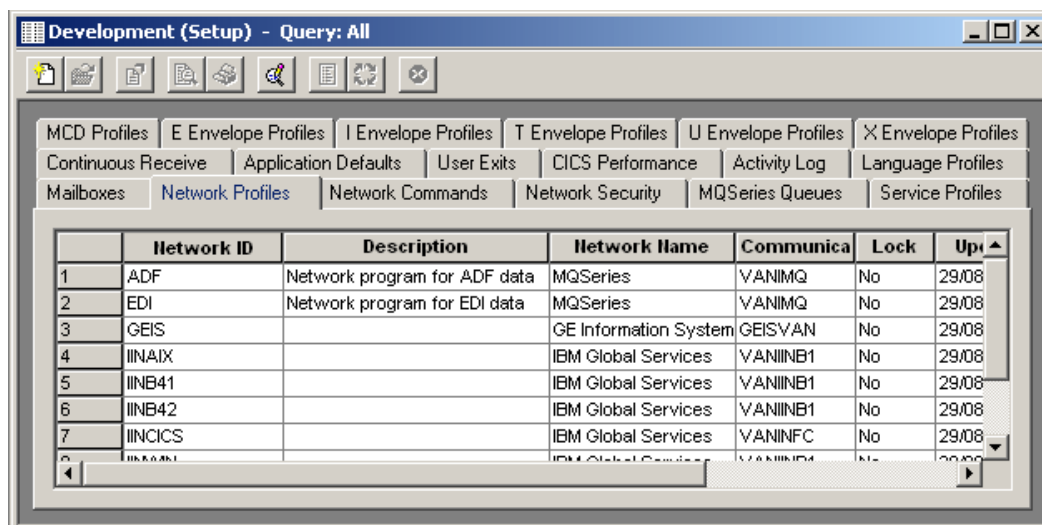 Development (Setup) - Query: All
MCD Profiles E Envelope Profiles I Envelope Profiles T Envelope Profiles U Envelope Profiles X Envelope Profiles
Continuous Receive Application Defaults User Exits CICS Performance Activity Log Language Profiles
Mailboxes Network Profiles Network Commands Network Security MQSeries Queues Service Profiles
Network ID Description Network Name Communica Lock
1 ADF Network program for ADF data MQSeries VANIMQ No 29/08
2 EDI Network program for EDI data MQSeries VANIMQ No 29/08
3 GEIS GE Information System GEISVAN No 29/08
4 IINAIX IBM Global Services VANIINB1 No 29/08
5 IINB41 IBM Global Services VANIINB1 No 29/08
6 IINB42 IBM Global Services VANIINB1 No 29/08
7 IINCICS IBM Global Services VANINFC No 29/08